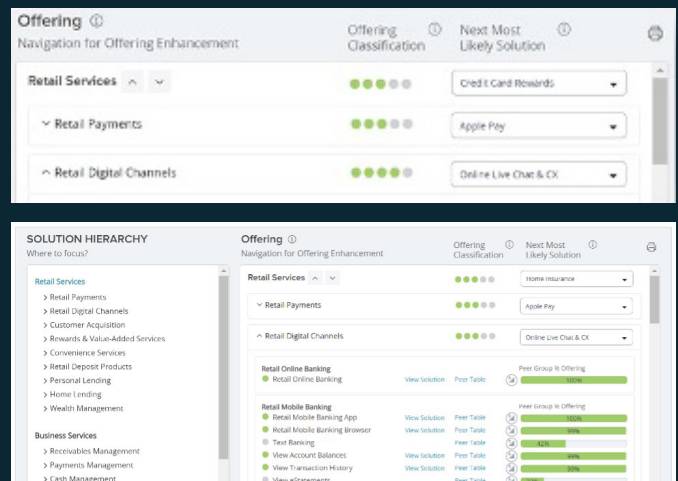 Offering
Navigation for Offering Enhancement
Offering Classification
Next Most Likely Solution
Retail Services
Credit Card Rewards
Retail Payments
Apple Pay
Retail Digital Channels
Online Live Chat & CX
SOLUTION HIERARCHY
Where to focus?
Retail Services
> Retail Payments
> Retail Digital Channels
> Customer Acquisition
> Rewards & Value-Added Services
> Convenience Services
> Retail Deposit Products
> Personal Lending
> Home Lending
> Wealth Management
Business Services
> Receivables Management
> Payments Management
> Cash Management
Offering
Navigation for Offering Enhancement
Offering Classification
Next Most Likely Solution
Retail Services
Home Insurance
Retail Payments
Apple Pay
Retail Digital Channels
Online Live Chat & CX
Retail Online Banking
Peer Group % Offering
Retail Online Banking View Solution Peer Table 100%
Retail Mobile Banking
Peer Group % Offering
Retail Mobile Banking App View Solution Peer Table 100%
Retail Mobile Banking Browser View Solution Peer Table 99%
Text Banking Peer Table 42%
View Account Balances View Solution Peer Table 99%
View Transaction History View Solution Peer Table 99%
View eStatements Peer Table